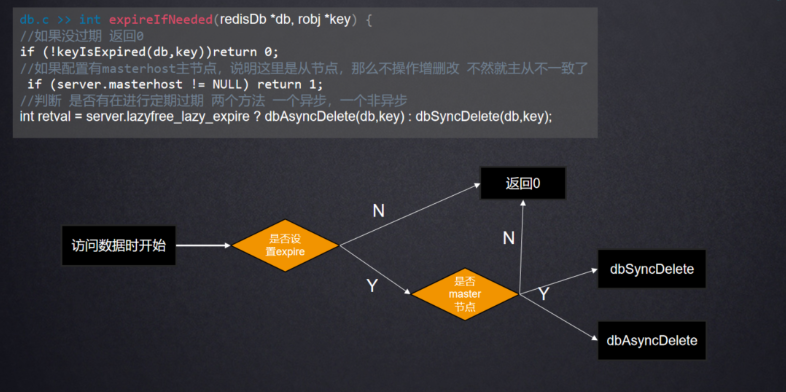 db.c >> int expireIfNeeded(redisDb *db, robj *key) {
//如果没过期 返回0
if (!keyIsExpired(db,key))return 0;
//如果配置有masterhost主节点，说明这里是从节点，那么不操作增删改 不然就主从不一致了
if (server.masterhost != NULL) return 1;
//判断 是否有在进行定期过期 两个方法 一个异步，一个非异步
int retval = server.lazyfree_lazy_expire ? dbAsyncDelete(db,key) : dbSyncDelete(db,key);
返回0
N
访问数据时开始
是否设
置expire
N
Y
是否
master
节点
Y
dbSyncDelete
dbAsyncDelete